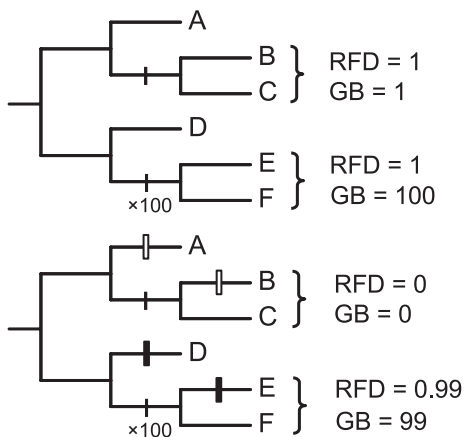 A
B
C
RFD = 1
GB = 1
D
E
F
RFD = 1
GB = 100
×100
A
B
C
RFD = 0
GB = 0
D
E
F
RFD = 0.99
GB = 99
×100